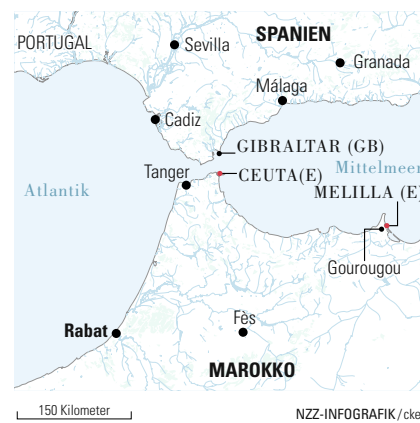 PORTUGAL
Sevilla
SPANIEN
Granada
Málaga
Cadiz
GIBRALTAR (GB)
Tanger
CEUTA(E)
Mittelmeer
Atlantik
MELILLA (E)
Gourougou
Rabat
Fès
MAROKKO
150 Kilometer
NZZ-INFOGRAFIK/cke